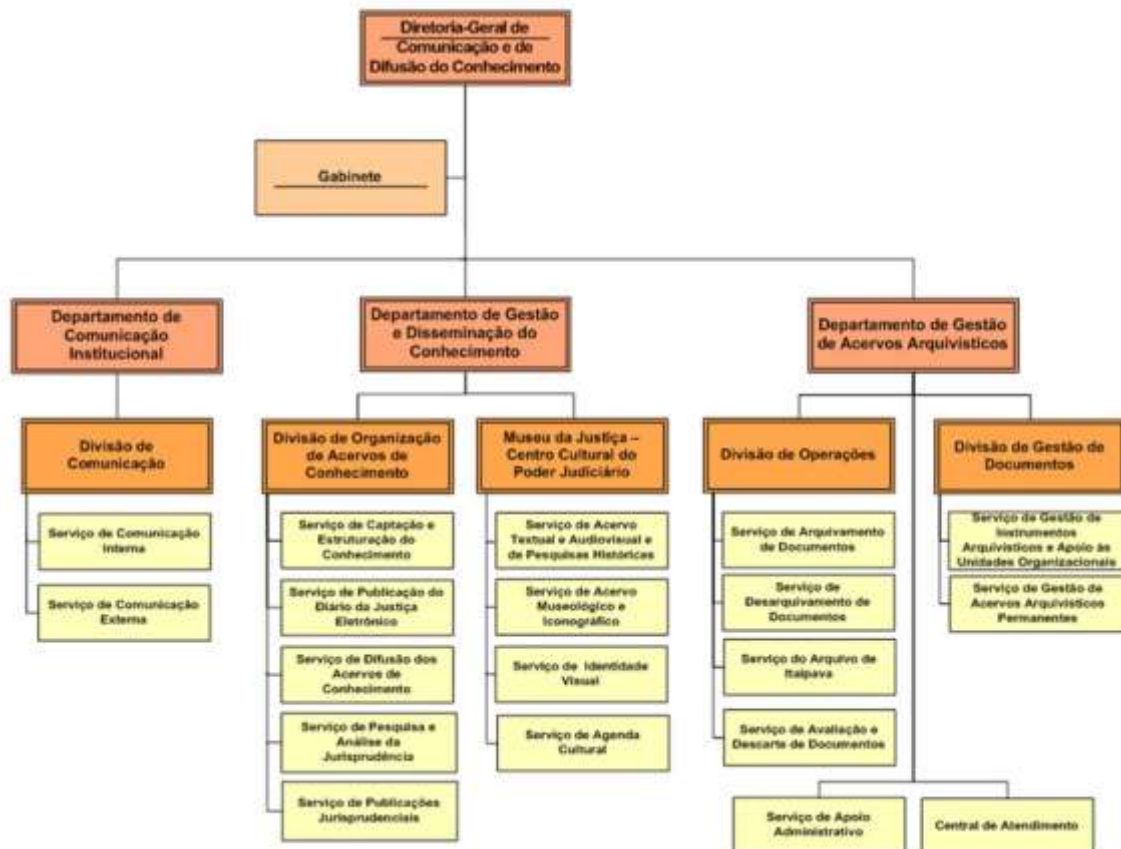 Diretoria-Geral de
Comunicação e de
Difusão do Conhecimento
Gabinete
Departamento de
Comunicação
Institucional
Departamento de Gestão
e Disseminação do
Conhecimento
Departamento de Gestão
de Acervos Arquivísticos
Divisão de
Comunicação
Divisão de Organização
de Acervos de
Conhecimento
Museu da Justiça –
Centro Cultural do
Poder Judiciário
Divisão de Operações
Divisão de Gestão de
Documentos
Serviço de Comunicação
Interna
Serviço de Comunicação
Externa
Serviço de Captação e
Estruturação do
Conhecimento
Serviço de Publicação do
Diário da Justiça
Eletrônico
Serviço de Difusão dos
Acervos de
Conhecimento
Serviço de Pesquisa e
Análise da
Jurisprudência
Serviço de Publicações
Jurisprudenciais
Serviço de Acervo
Textual e Audiovisual e
de Pesquisas Históricas
Serviço de Acervo
Museológico e
Iconográfico
Serviço de Identidade
Visual
Serviço de Agenda
Cultural
Serviço de Arquivamento
de Documentos
Serviço de
Desarquivamento de
Documentos
Serviço do Arquivo de
Itaipava
Serviço de Avaliação e
Descarte de Documentos
Serviço de Gestão de
Instrumentos
Arquivísticos e Apoio às
Unidades Organizacionais
Serviço de Gestão de
Acervos Arquivísticos
Permanentes
Serviço de Apoio
Administrativo
Central de Atendimento